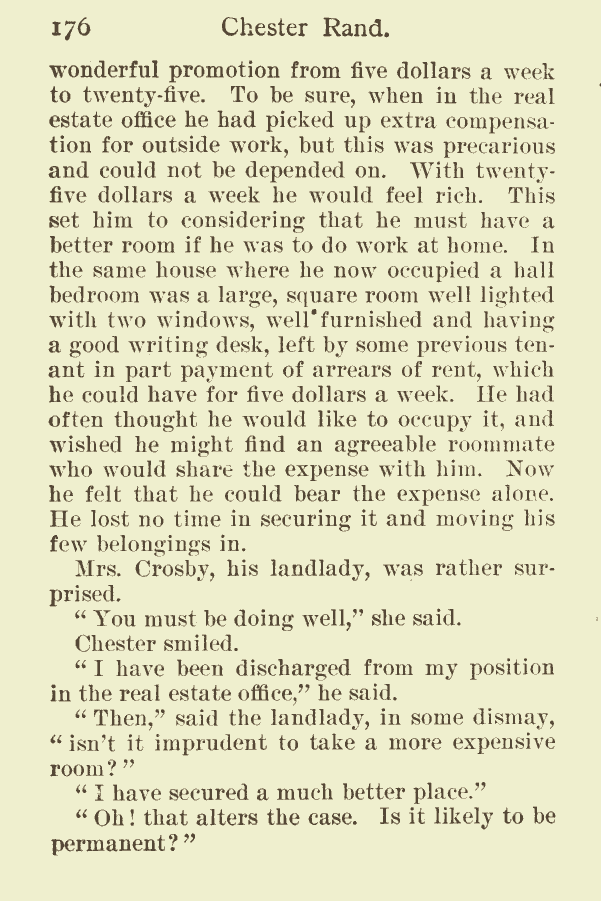 176 Chester Rand.
wonderful promotion from five dollars a week
to twenty-five. To be sure, when in the real
estate office he had picked up extra compensa-
tion for outside work, but this was precarious
and could not be depended on. With twenty-
five dollars a week he would feel rich. This
set him to considering that he must have a
better room if he was to do work at home. In
the same house where he now occupied a hall
bedroom was a large, square room well lighted
with two windows, well furnished and having
a good writing desk, left by some previous ten-
ant in part payment of arrears of rent, which
he could have for five dollars a week. He had
often thought he would like to occupy it, and
wished he might find an agreeable roommate
who would share the expense with him. Now
he felt that he could bear the expense alone.
He lost no time in securing it and moving his
few belongings in.
Mrs. Crosby, his landlady, was rather sur-
prised.
“ You must be doing well,” she said.
Chester smiled.
“ I have been discharged from my position
in the real estate office,” he said.
“ Then,” said the landlady, in some dismay,
“ isn’t it imprudent to take a more expensive
room? ”
“ I have secured a much better place.”
“ Oh! that alters the case. Is it likely to be
permanent? ”